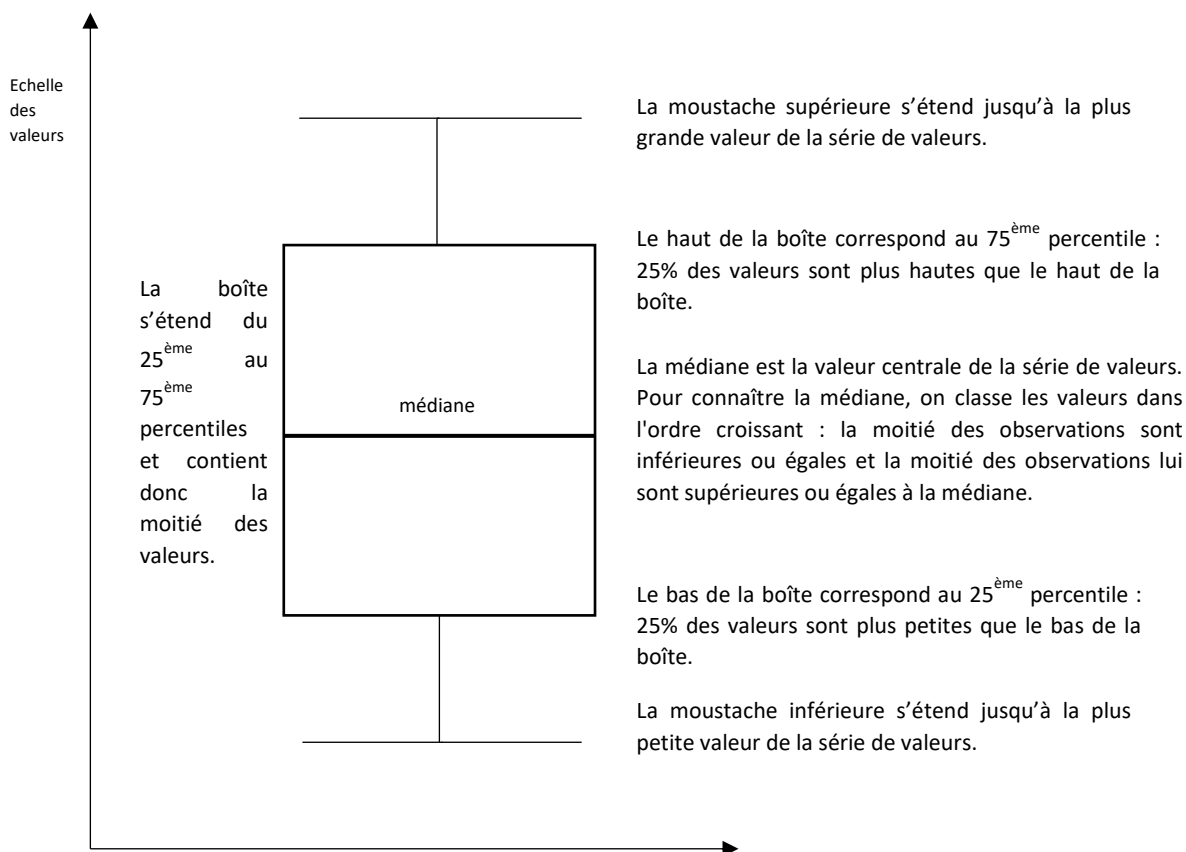 Echelle
des
valeurs
La moustache supérieure s’étend jusqu’à la plus
grande valeur de la série de valeurs.
Le haut de la boîte correspond au 75ème percentile :
25% des valeurs sont plus hautes que le haut de la
boîte.
La boîte
s’étend du
25ème au
75ème
percentiles
et contient
donc la
moitié des
valeurs.
médiane
La médiane est la valeur centrale de la série de valeurs.
Pour connaître la médiane, on classe les valeurs dans
l'ordre croissant : la moitié des observations sont
inférieures ou égales et la moitié des observations lui
sont supérieures ou égales à la médiane.
Le bas de la boîte correspond au 25ème percentile :
25% des valeurs sont plus petites que le bas de la
boîte.
La moustache inférieure s’étend jusqu’à la plus
petite valeur de la série de valeurs.